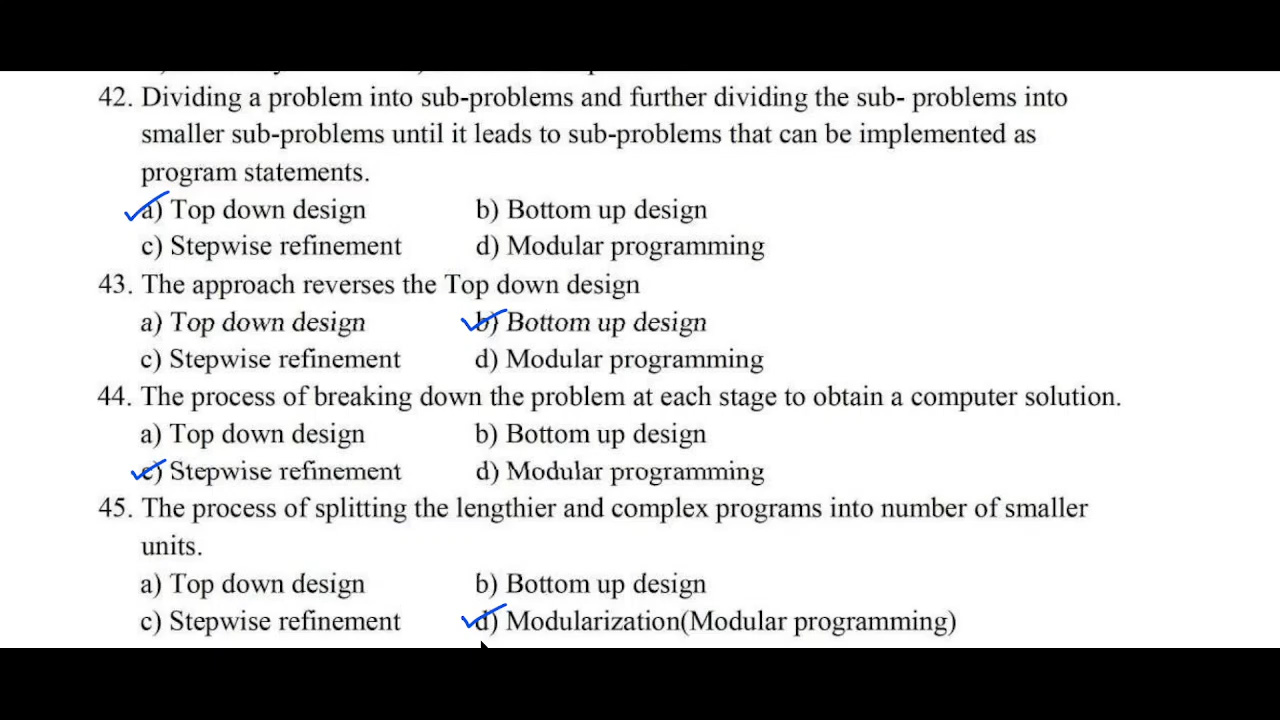 42. Dividing a problem into sub-problems and further dividing the sub- problems into
smaller sub-problems until it leads to sub-problems that can be implemented as
program statements.
a) Top down design b) Bottom up design
c) Stepwise refinement d) Modular programming
43. The approach reverses the Top down design
a) Top down design b) Bottom up design
c) Stepwise refinement d) Modular programming
44. The process of breaking down the problem at each stage to obtain a computer solution.
a) Top down design b) Bottom up design
c) Stepwise refinement d) Modular programming
45. The process of splitting the lengthier and complex programs into number of smaller
units.
a) Top down design b) Bottom up design
c) Stepwise refinement d) Modularization(Modular programming)